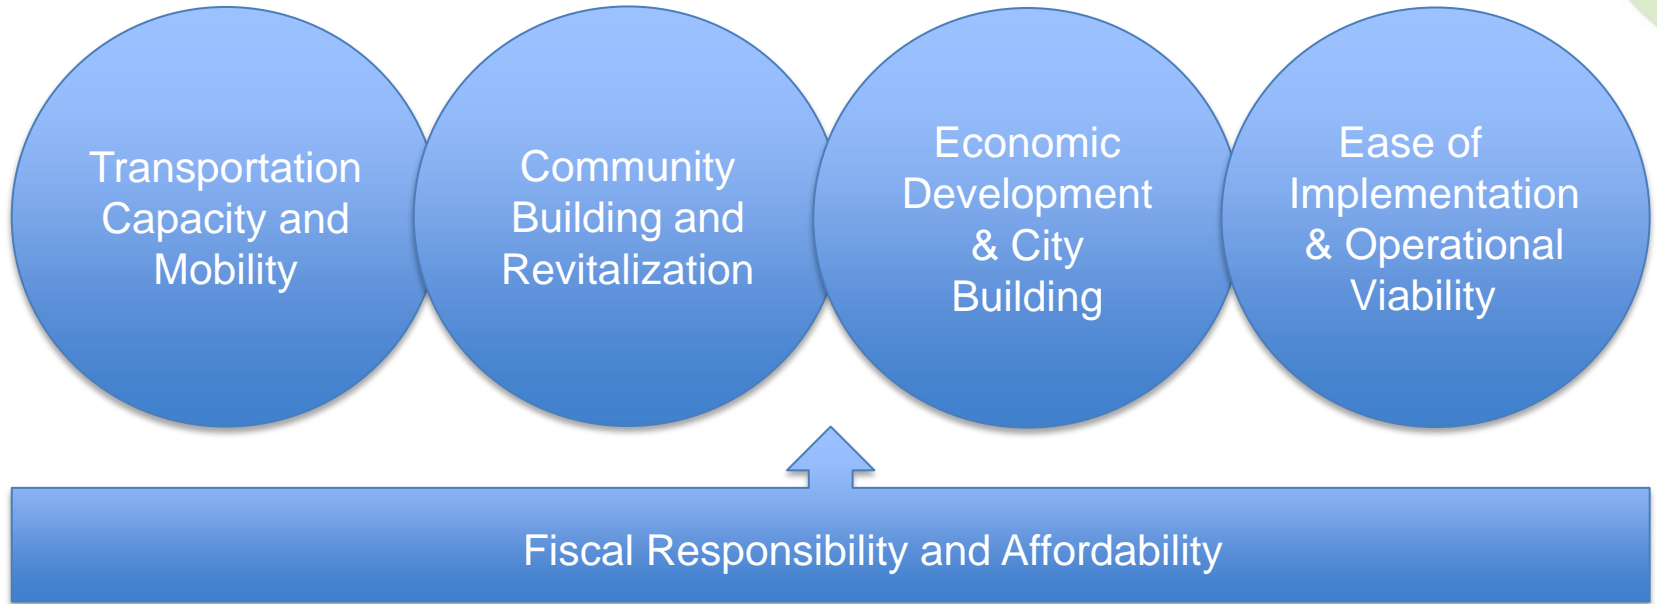 Transportation
Capacity and
Mobility
Community
Building and
Revitalization
Economic
Development
& City
Building
Ease of
Implementation
& Operational
Viability
Fiscal Responsibility and Affordability